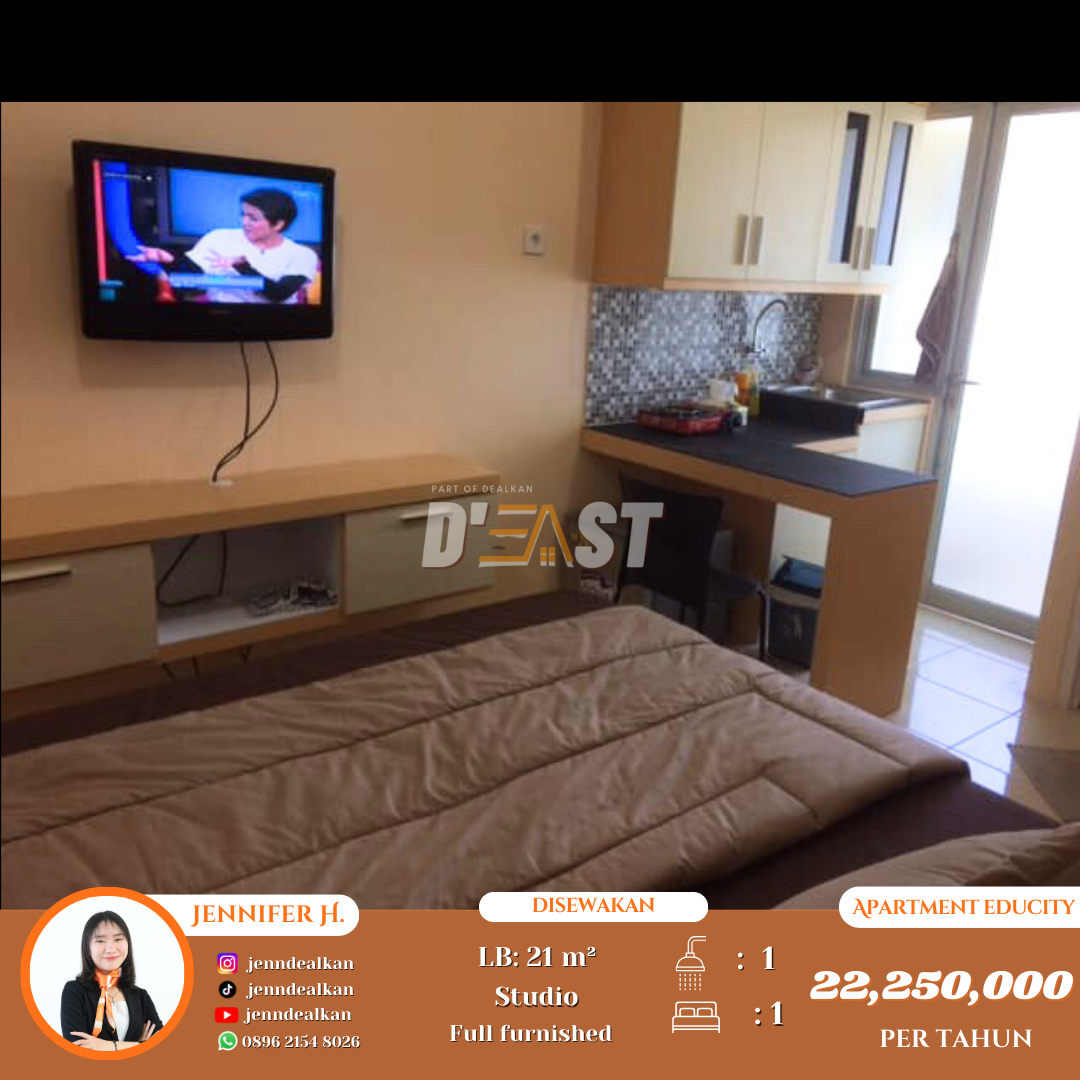 PART OF DEALKAN
D'EAST
JENNIFER H.
jenndealkan
jenndealkan
jenndealkan
0896 2154 8026
DISEWAKAN
LB: 21 m²
Studio
Full furnished
: 1
: 1
APARTMENT EDUCITY
22,250,000
PER TAHUN